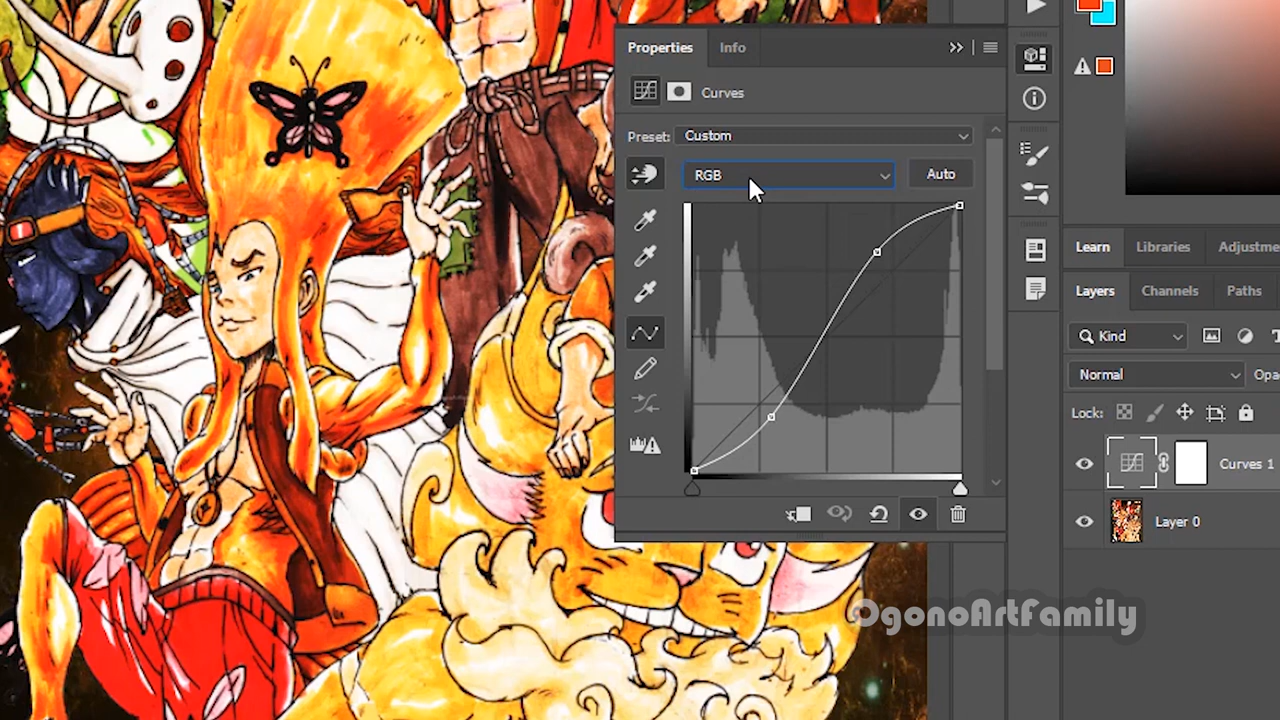 Properties
Info
Curves
Preset:
Custom
RGB
Auto
Learn
Libraries
Adjustme
Layers
Channels
Paths
Kind
Normal
Opa
Lock:
Curves 1
Layer 0
OgonoArtFamily